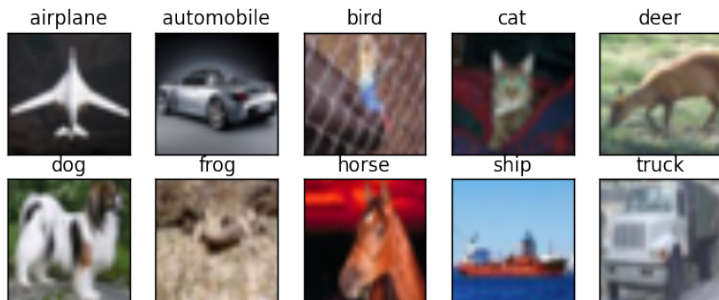 airplane automobile bird cat deer
dog frog horse ship truck